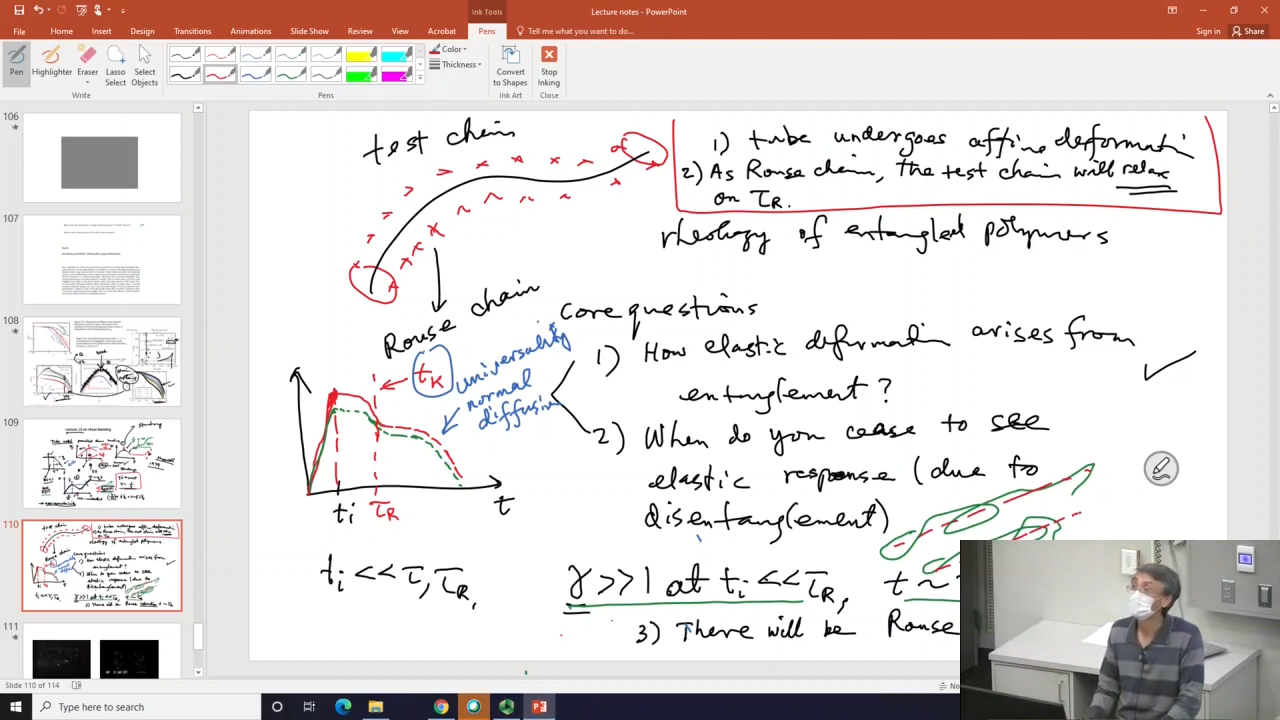 Ink Tools
Lecture notes - PowerPoint
File Home Insert Design Transitions Animations Slide Show Review View Acrobat Pens Tell me what you want to do...
Sign in Share
Pen Highlighter Eraser Lasso Select Select Objects
Color
Thickness
Convert to Shapes
Stop Inking
Write
Pens
Ink Art
Close
106
107
108
109
110
111
test chain
1) tube undergoes affine deformatin
2) As Rouse chain, the test chain will relax
on τR.
rheology of entangled polymers
Rouse chain
core questions
1) How elastic deformatin arises from
entanglement ?
2) When do you cease to see
elastic response (due to
disentanglement)
tK
universality
normal
diffusion
ti
τR
t
ti << τ, τR,
γ >> 1 at ti << τR,
t ~
3) There will be
Rouse
Slide 110 of 114
Type here to search